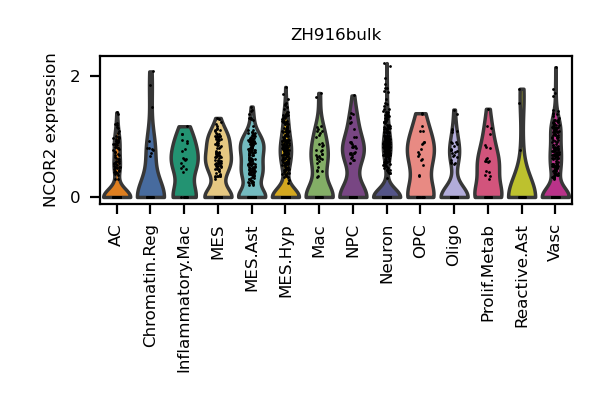 ZH916bulk
NCOR2 expression
2
0
AC
Chromatin.Reg
Inflammatory.Mac
MES
MES.Ast
MES.Hyp
Mac
NPC
Neuron
OPC
Oligo
Prolif.Metab
Reactive.Ast
Vasc